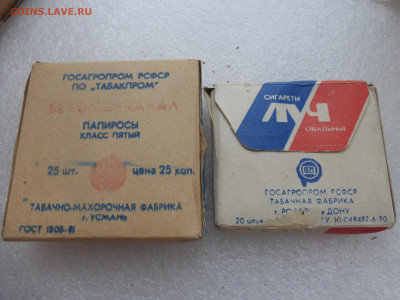 COINS.LAVE.RU
ГОСАГРОПРОМ РСФСР
ПО „ТАБАКПРОМ"
БЕЛОМОРКАНАЛ
ПАПИРОСЫ
КЛАСС ПЯТЫЙ
25 шт. цена 25 коп.
ТАБАЧНО-МАХОРОЧНАЯ ФАБРИКА
г. УСМАНЬ
ГОСТ 1505-81
СИГАРЕТЫ
ЛУЧ
ОВАЛЬНЫЕ
ГОСАГРОПРОМ РСФСР
ТАБАЧНАЯ ФАБРИКА
ДОНУ
20 штук